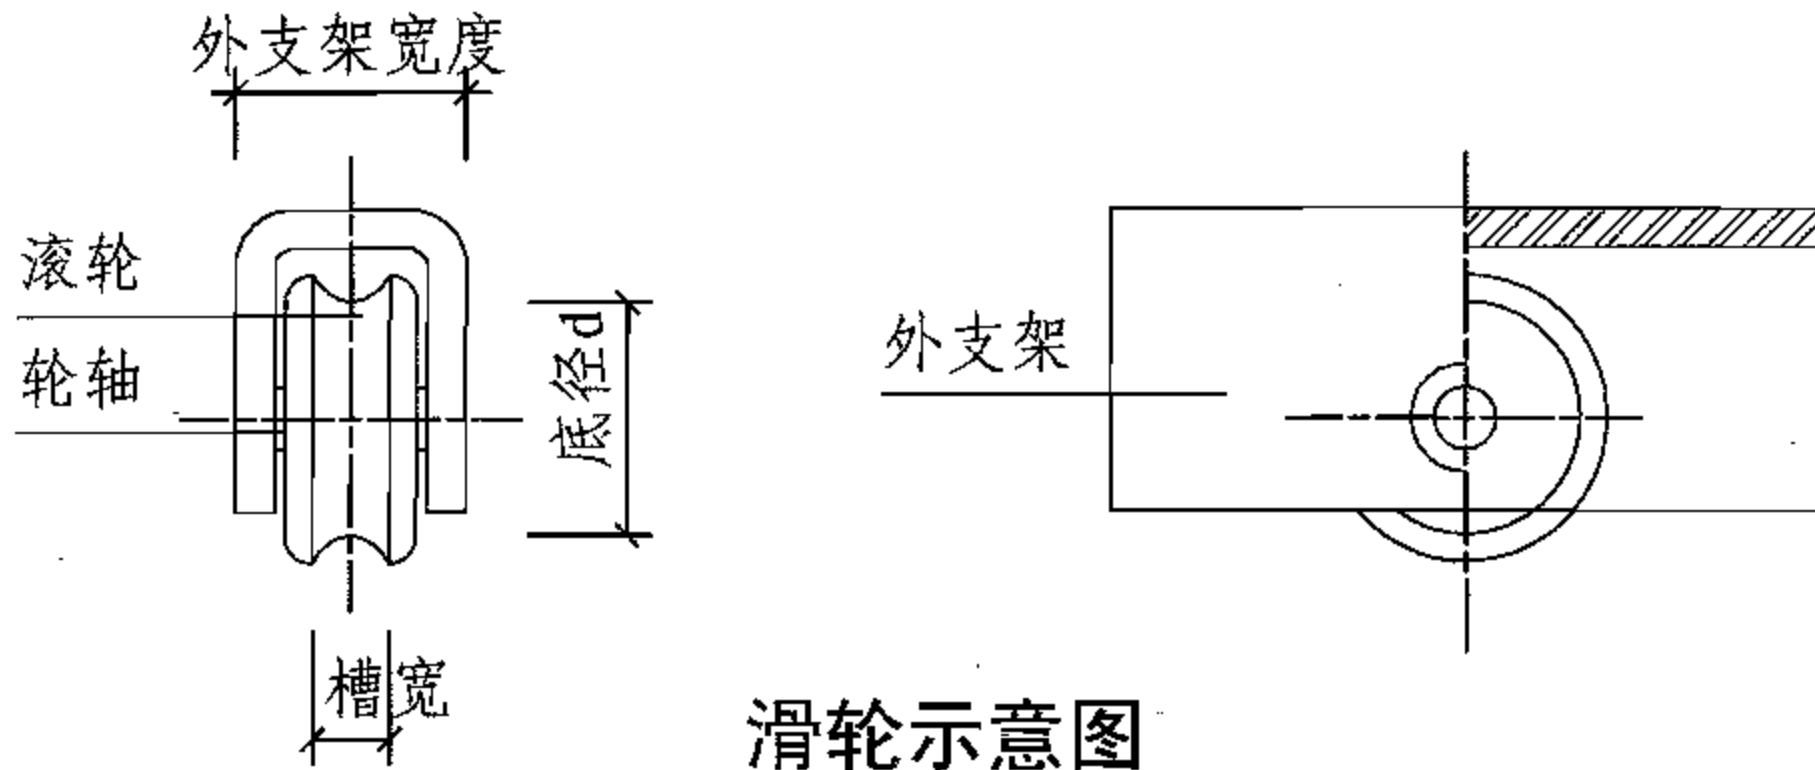 外支架宽度
滚轮
轮轴
底径d
槽宽
外支架
滑轮示意图